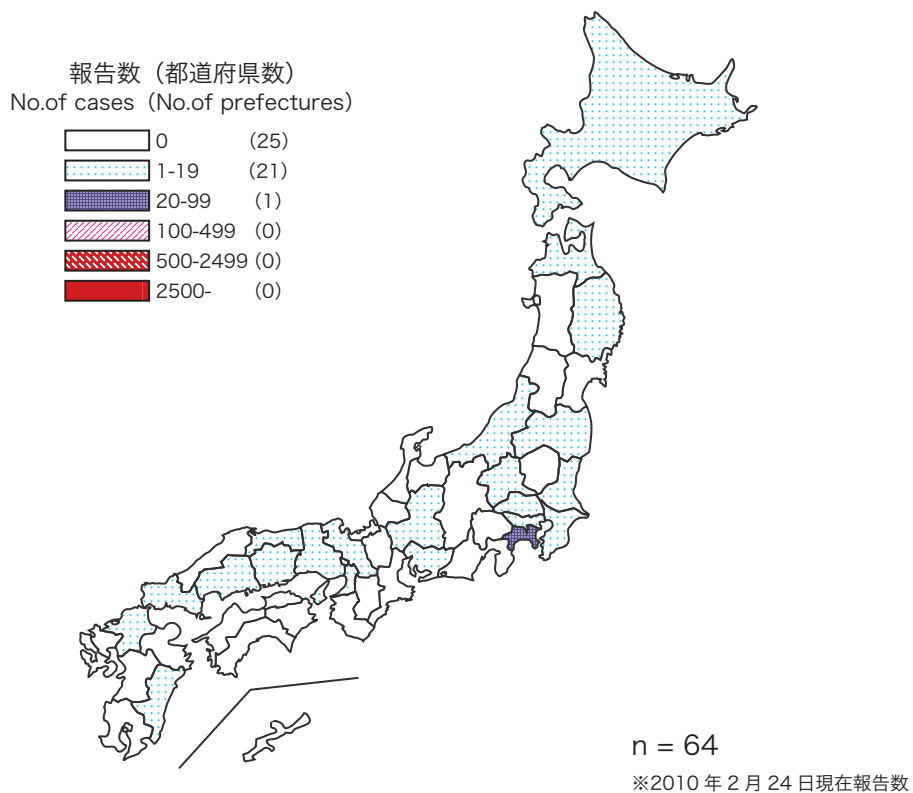 報告数（都道府県数）
No.of cases（No.of prefectures）
0 (25)
1-19 (21)
20-99 (1)
100-499 (0)
500-2499 (0)
2500- (0)
n = 64
※2010 年 2 月 24 日現在報告数